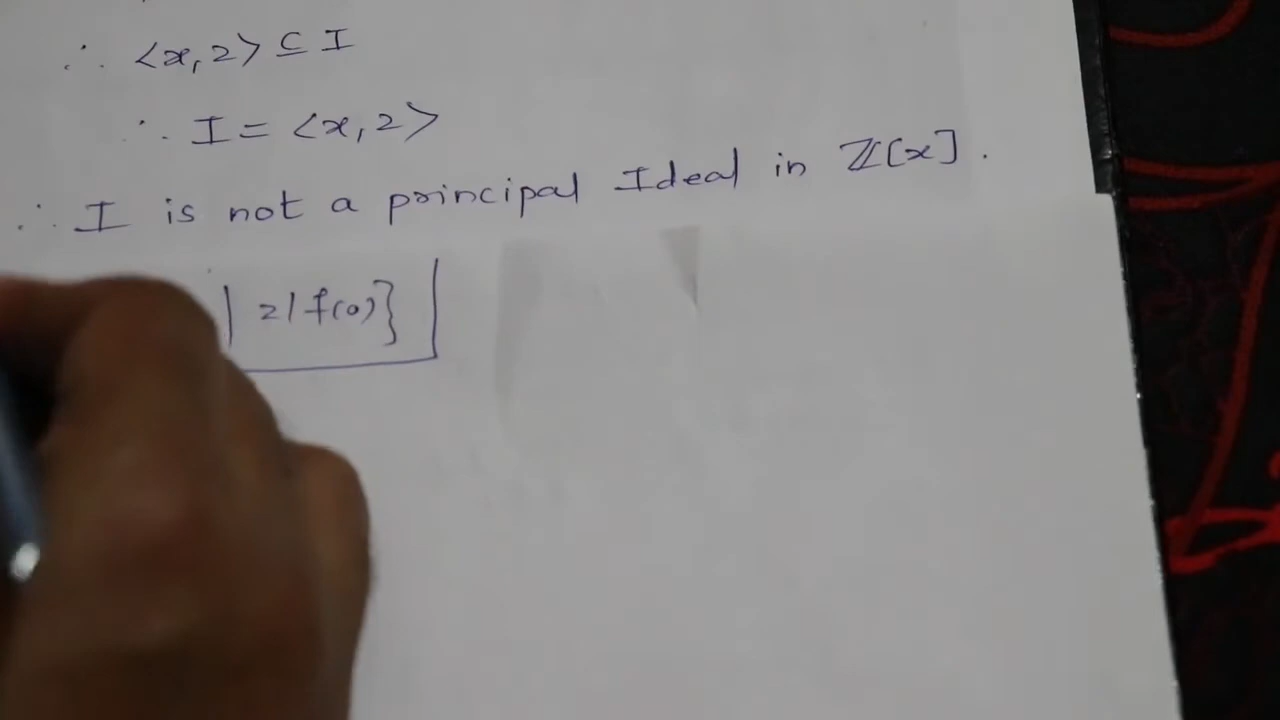 ∴ <x, 2> ⊆ I
∴ I = <x, 2>
∴ I is not a principal Ideal in ℤ[x].
| 2/f(0)}